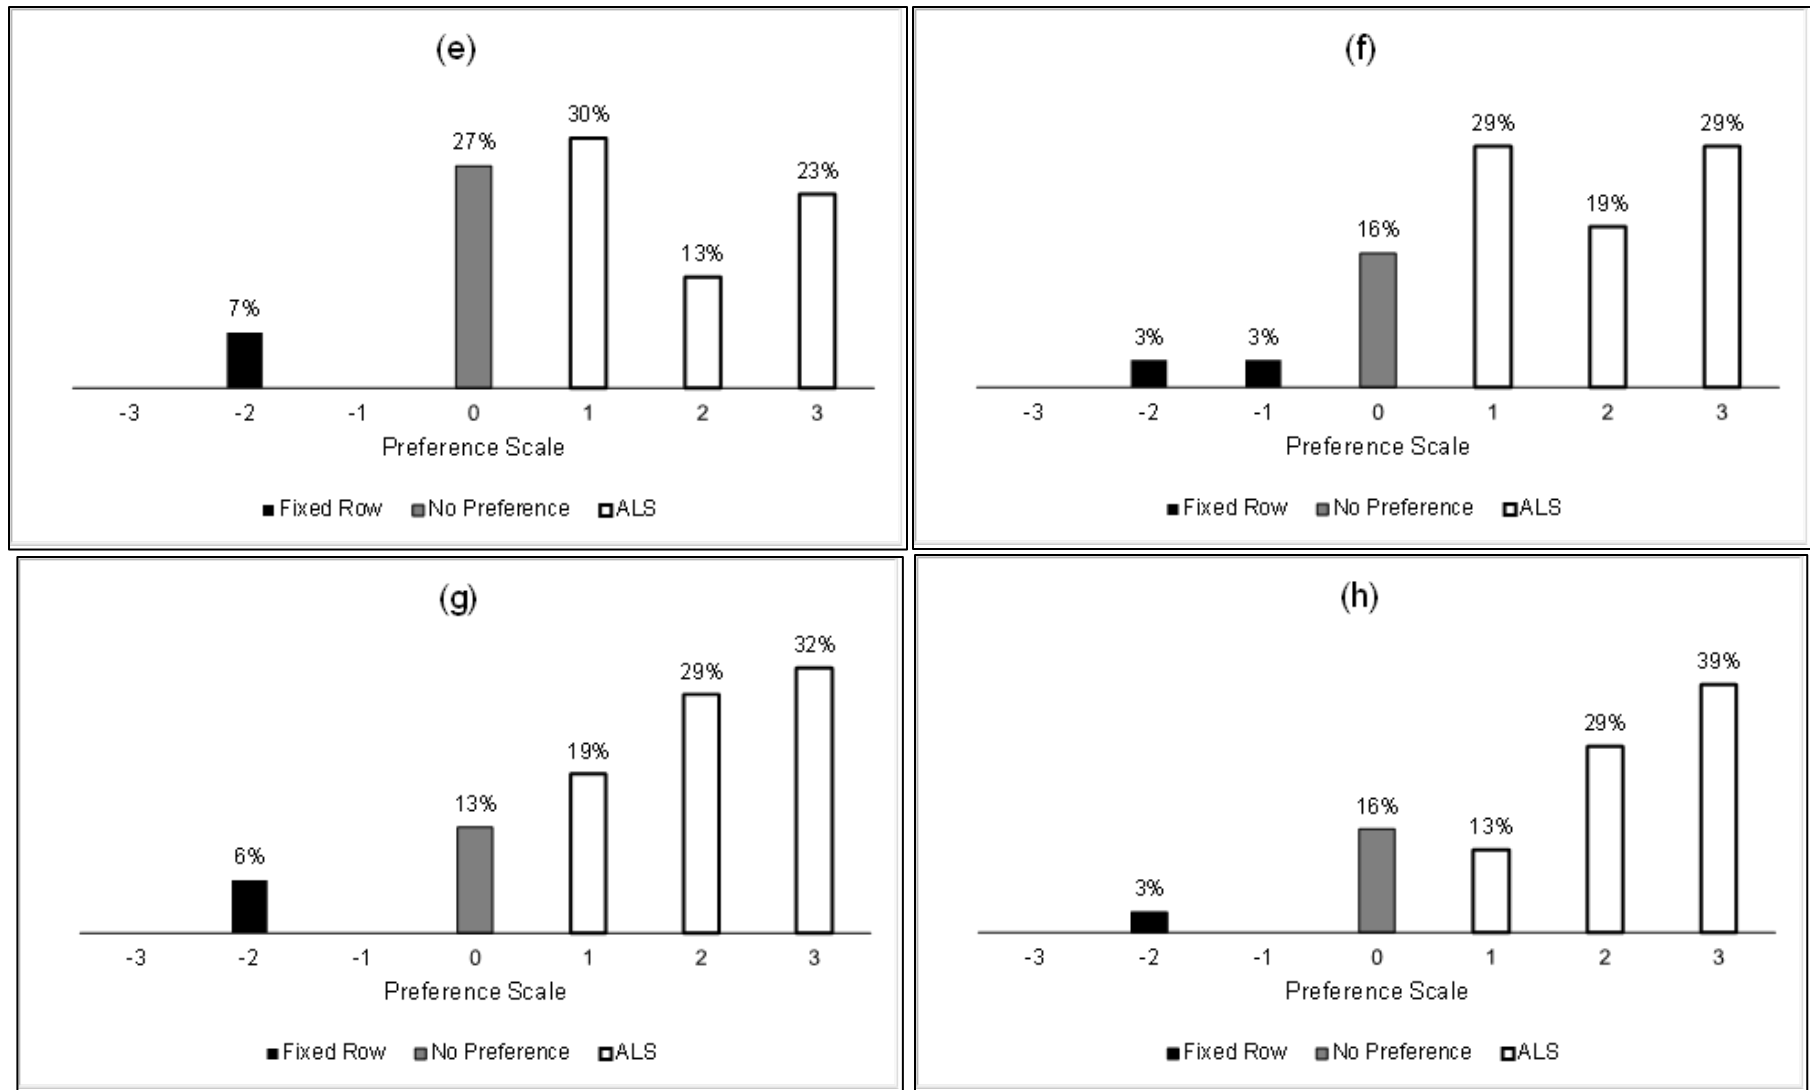 (e)
30%
27%
23%
13%
7%
-3 -2 -1 0 1 2 3
Preference Scale
Fixed Row No Preference ALS
(f)
29% 29%
19%
16%
3% 3%
-3 -2 -1 0 1 2 3
Preference Scale
Fixed Row No Preference ALS
(g)
32%
29%
19%
13%
6%
-3 -2 -1 0 1 2 3
Preference Scale
Fixed Row No Preference ALS
(h)
39%
29%
16%
13%
3%
-3 -2 -1 0 1 2 3
Preference Scale
Fixed Row No Preference ALS